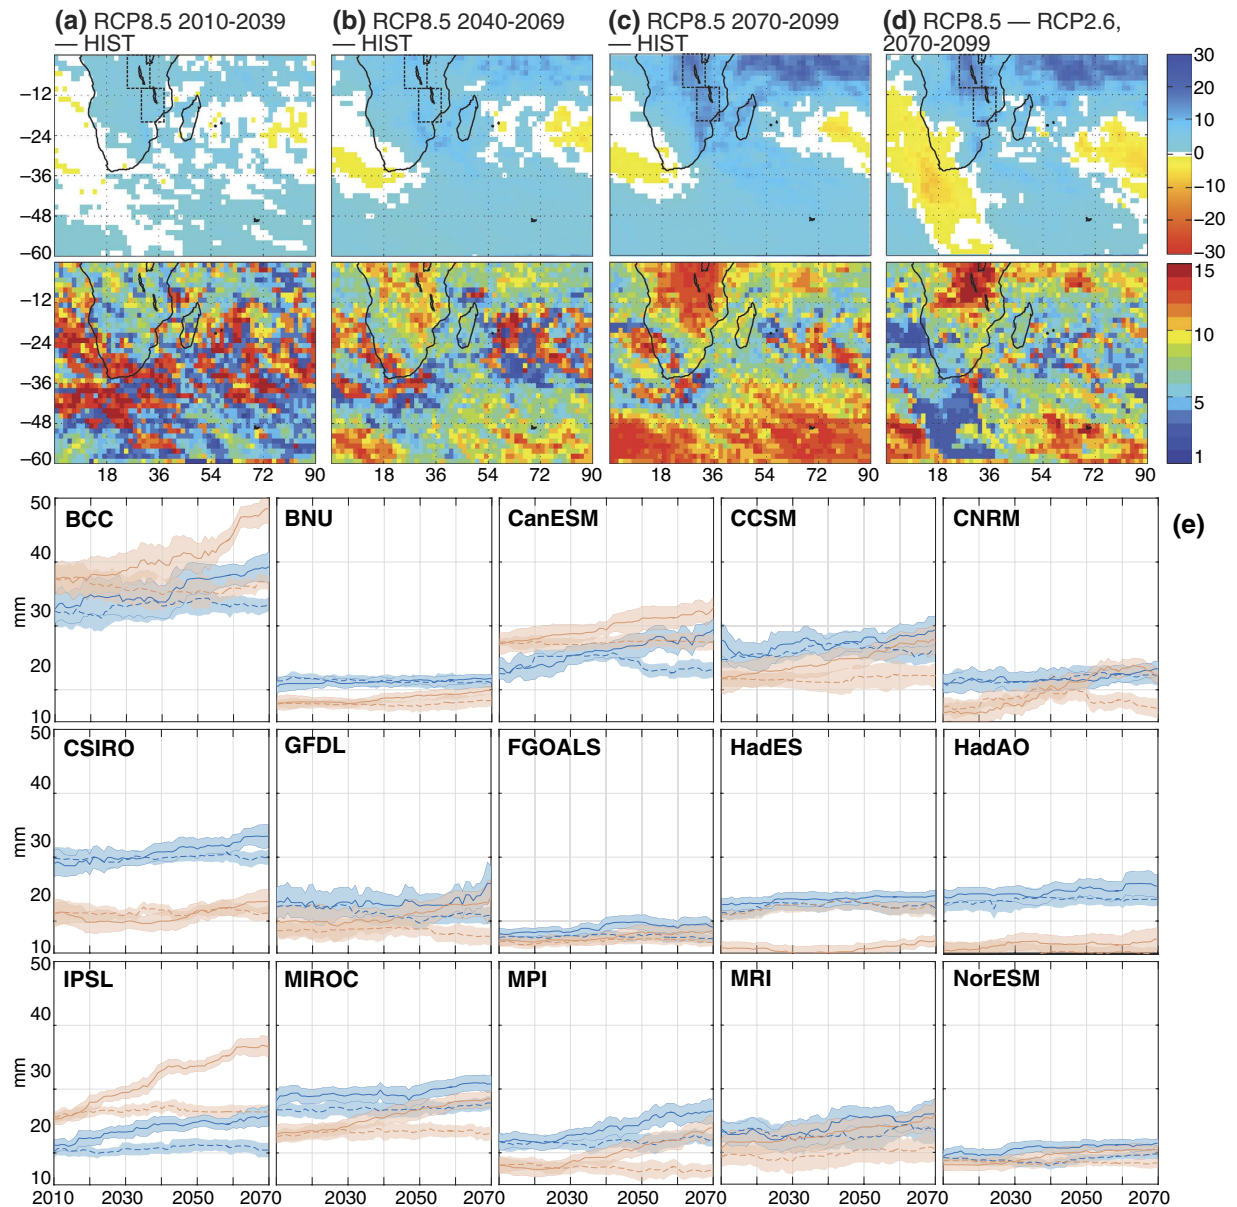 (a) RCP8.5 2010-2039
— HIST
(b) RCP8.5 2040-2069
— HIST
(c) RCP8.5 2070-2099
— HIST
(d) RCP8.5 — RCP2.6,
2070-2099
−12
−24
−36
−48
−60
30
20
10
0
−10
−20
−30
−12
−24
−36
−48
−60
15
10
5
1
18 36 54 72 90
18 36 54 72 90
18 36 54 72 90
18 36 54 72 90
(e)
50
40
30
20
10
mm
BCC BNU CanESM CCSM CNRM
50
40
30
20
10
mm
CSIRO GFDL FGOALS HadES HadAO
50
40
30
20
10
mm
IPSL MIROC MPI MRI NorESM
2010 2030 2050 2070 2030 2050 2070 2030 2050 2070 2030 2050 2070 2030 2050 2070